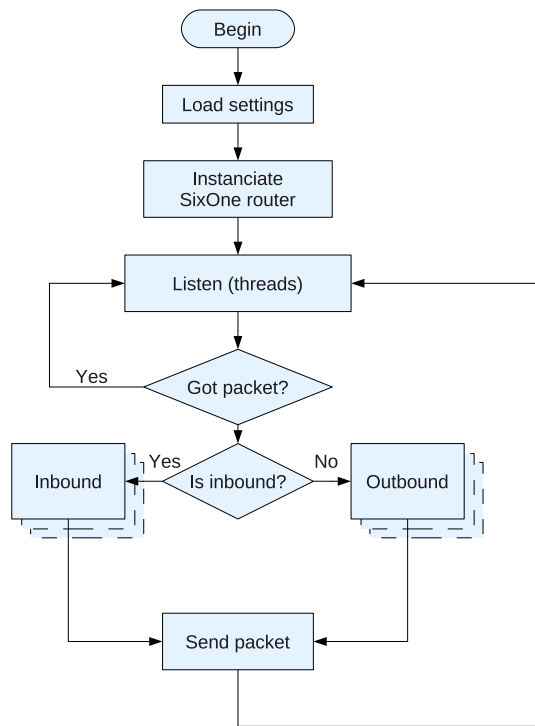 Begin
Load settings
Instanciate
SixOne router
Listen (threads)
Yes
Got packet?
Yes
No
Inbound
Is inbound?
Outbound
Send packet